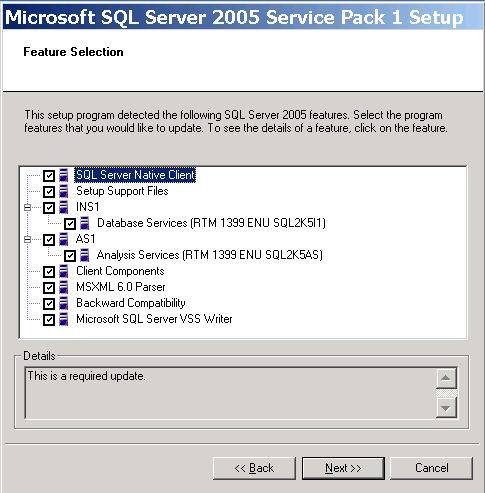 Microsoft SQL Server 2005 Service Pack 1 Setup
Feature Selection
This setup program detected the following SQL Server 2005 features. Select the program
features that you would like to update. To see the details of a feature, click on the feature.
SQL Server Native Client
Setup Support Files
INS1
Database Services (RTM 1399 ENU SQL2K5I1)
AS1
Analysis Services (RTM 1399 ENU SQL2K5AS)
Client Components
MSXML 6.0 Parser
Backward Compatibility
Microsoft SQL Server VSS Writer
Details
This is a required update.
<< Back
Next >>
Cancel